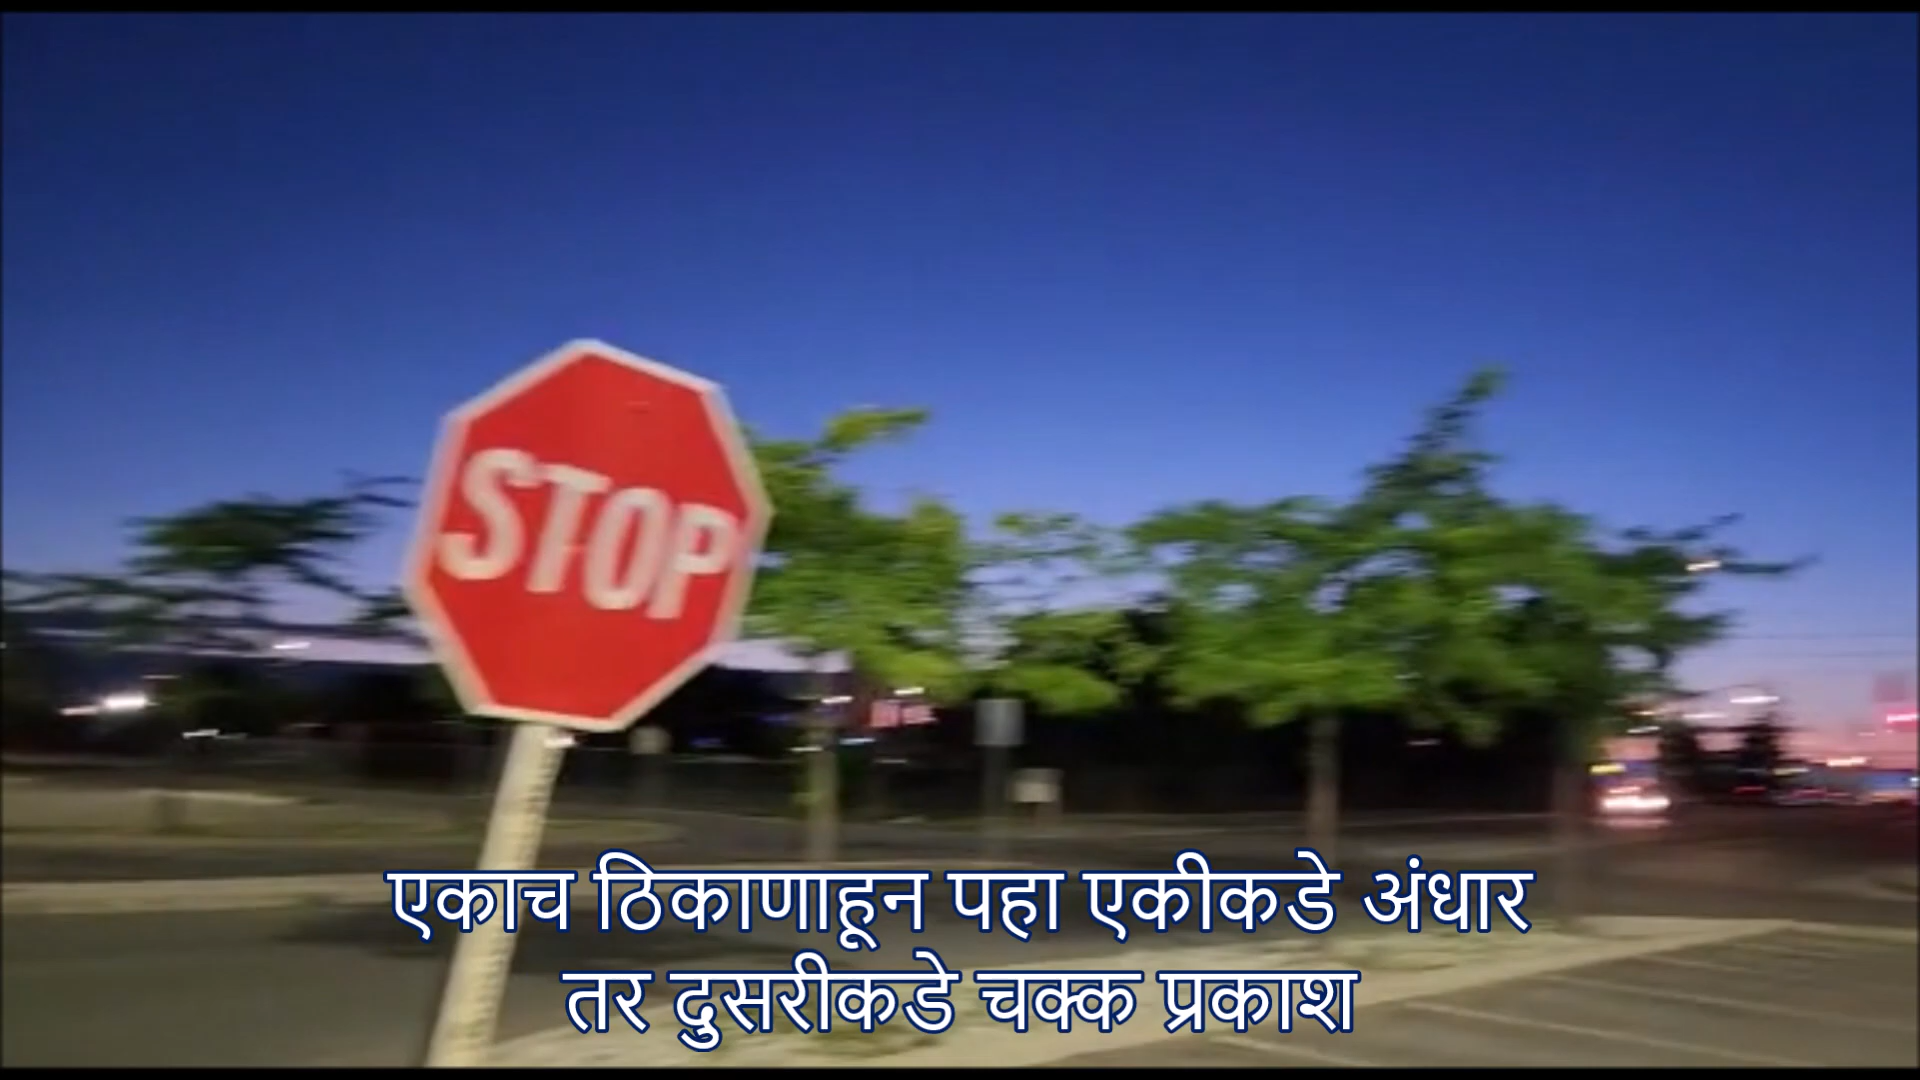 STOP
एकाच ठिकाणाहून पहा एकीकडे अंधार
तर दुसरीकडे चक्क प्रकाश